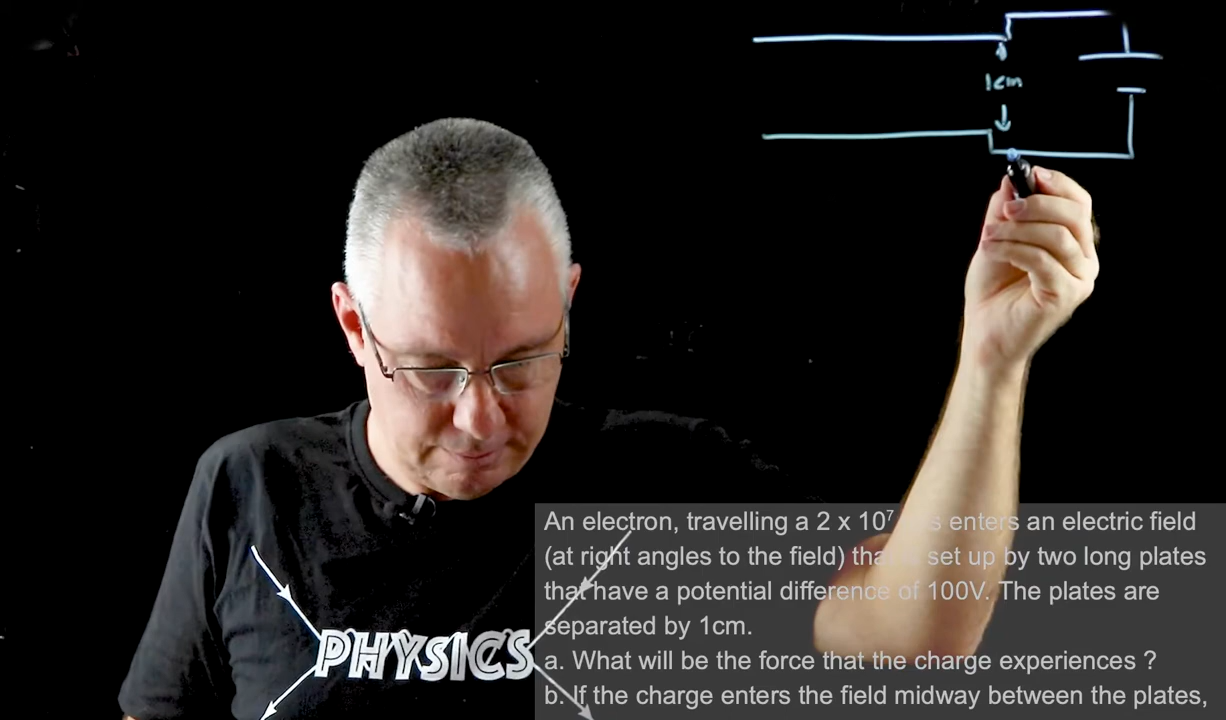 1cm
An electron, travelling a 2 x 10⁷ enters an electric field
(at right angles to the field) set up by two long plates
that have a potential difference of 100V. The plates are
separated by 1cm.
a. What will be the force that the charge experiences ?
b. If the charge enters the field midway between the plates,
PHYSICS